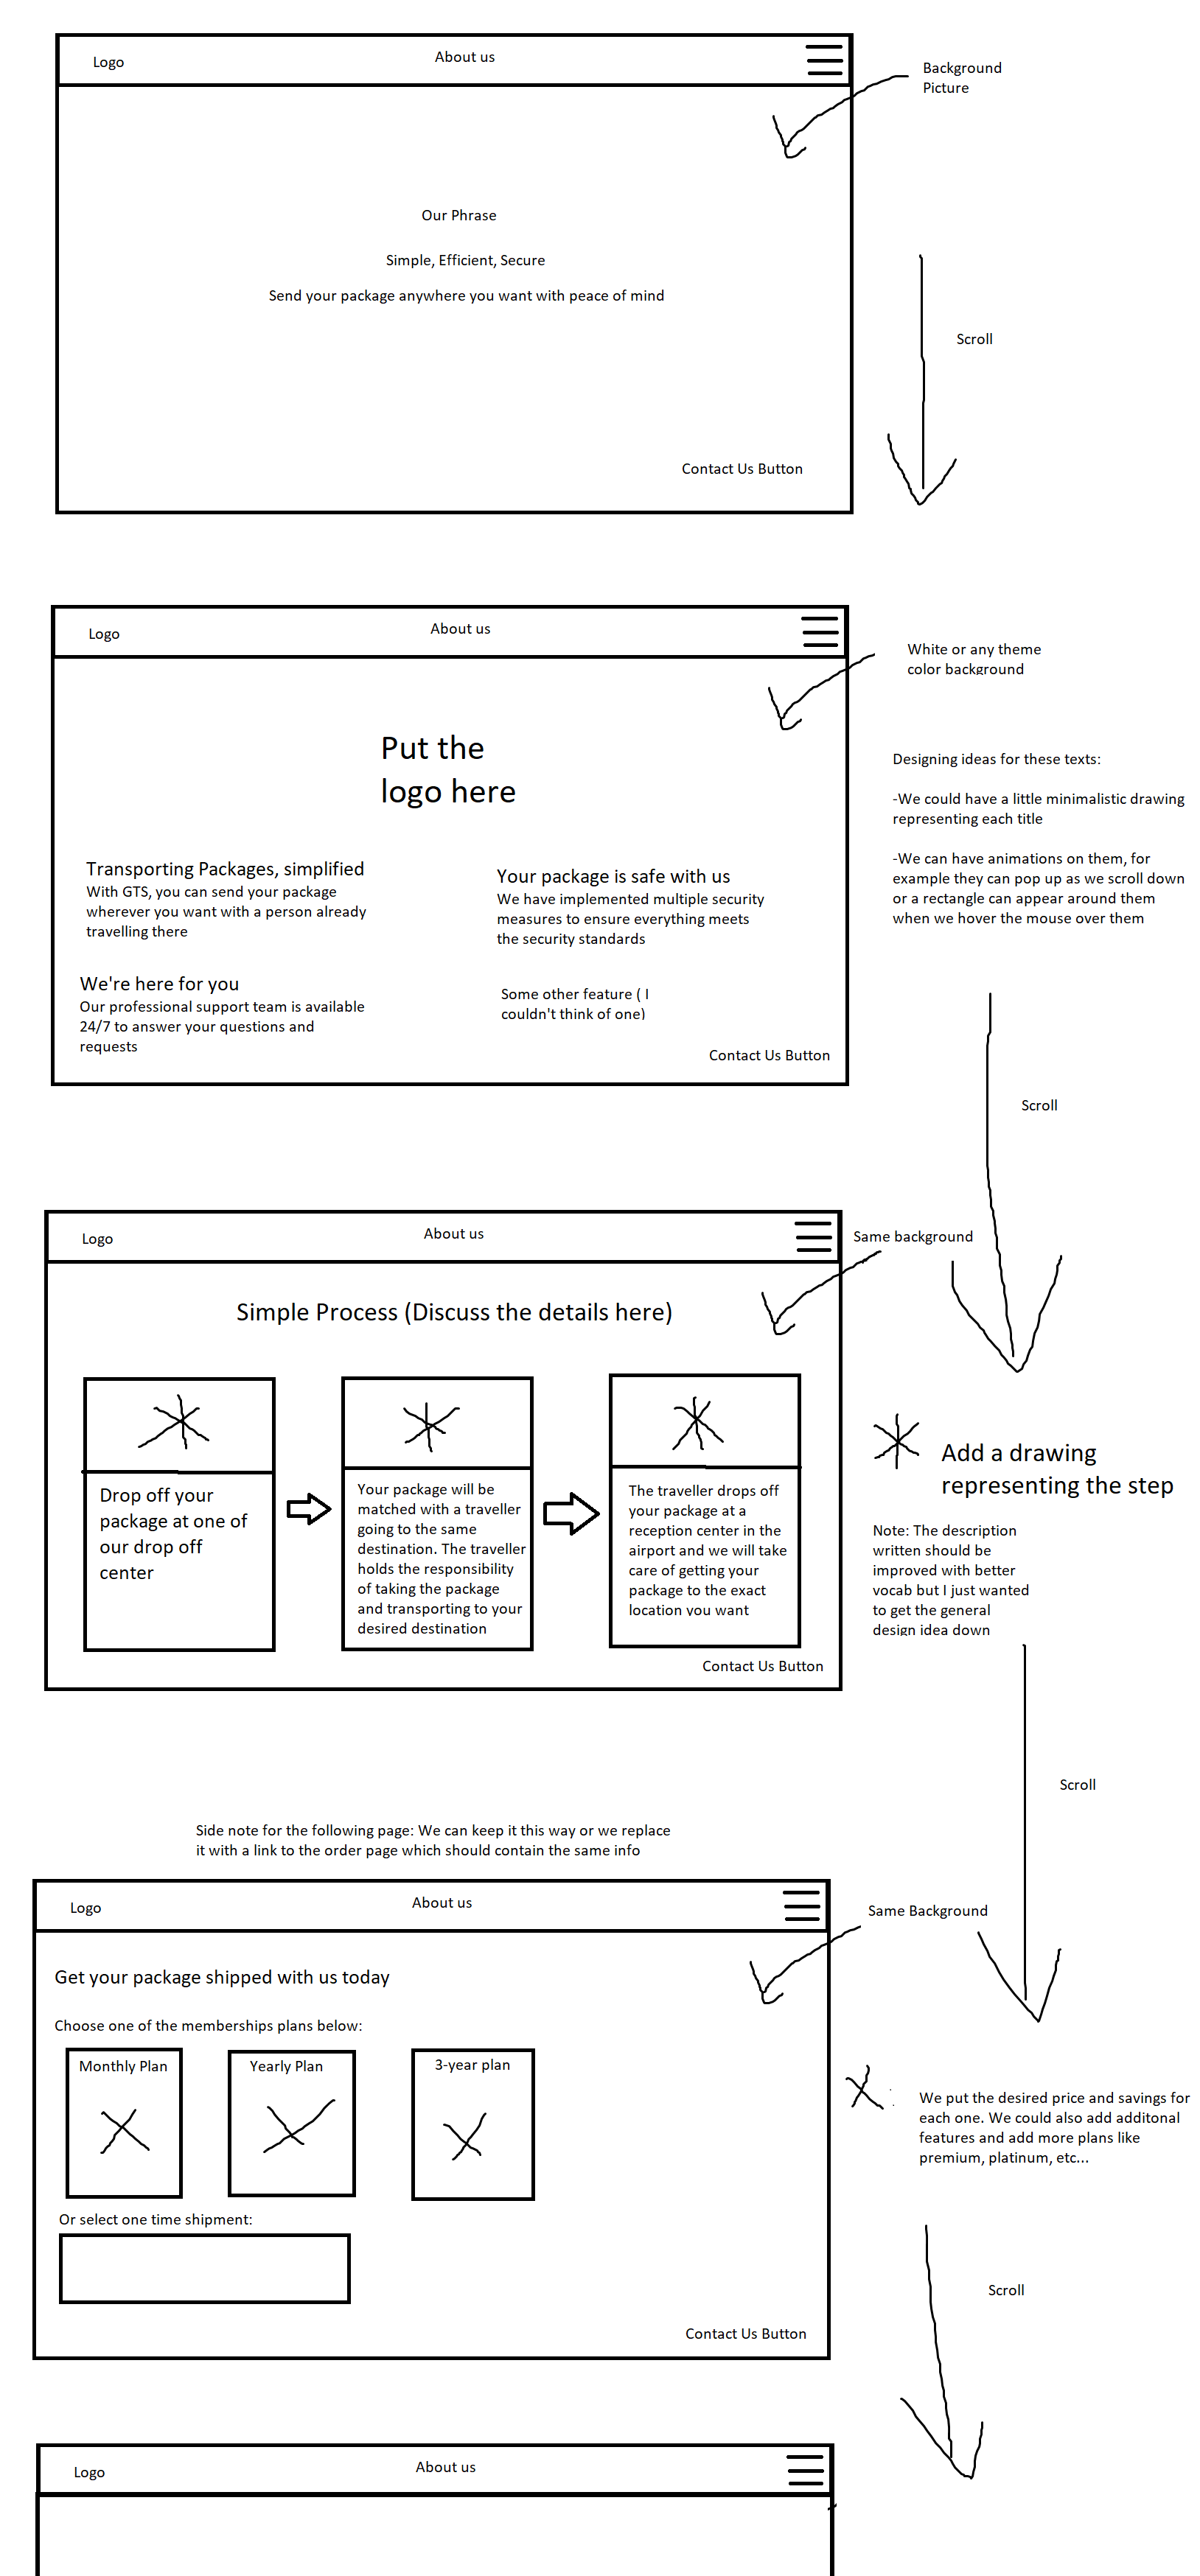 Logo
About us
Background
Picture
Our Phrase
Simple, Efficient, Secure
Send your package anywhere you want with peace of mind
Scroll
Contact Us Button
Logo
About us
White or any theme
color background
Put the
logo here
Designing ideas for these texts:
-We could have a little minimalistic drawing
representing each title
-We can have animations on them, for
example they can pop up as we scroll down
or a rectangle can appear around them
when we hover the mouse over them
Transporting Packages, simplified
With GTS, you can send your package
wherever you want with a person already
travelling there
Your package is safe with us
We have implemented multiple security
measures to ensure everything meets
the security standards
We're here for you
Our professional support team is available
24/7 to answer your questions and
requests
Some other feature ( I
couldn't think of one)
Contact Us Button
Scroll
Logo
About us
Same background
Simple Process (Discuss the details here)
Drop off your
package at one of
our drop off
center
Your package will be
matched with a traveller
going to the same
destination. The traveller
holds the responsibility
of taking the package
and transporting to your
desired destination
The traveller drops off
your package at a
reception center in the
airport and we will take
care of getting your
package to the exact
location you want
Add a drawing
representing the step
Note: The description
written should be
improved with better
vocab but I just wanted
to get the general
design idea down
Contact Us Button
Scroll
Side note for the following page: We can keep it this way or we replace
it with a link to the order page which should contain the same info
Logo
About us
Same Background
Get your package shipped with us today
Choose one of the memberships plans below:
Monthly Plan
Yearly Plan
3-year plan
We put the desired price and savings for
each one. We could also add additonal
features and add more plans like
premium, platinum, etc...
Or select one time shipment:
Scroll
Contact Us Button
Logo
About us